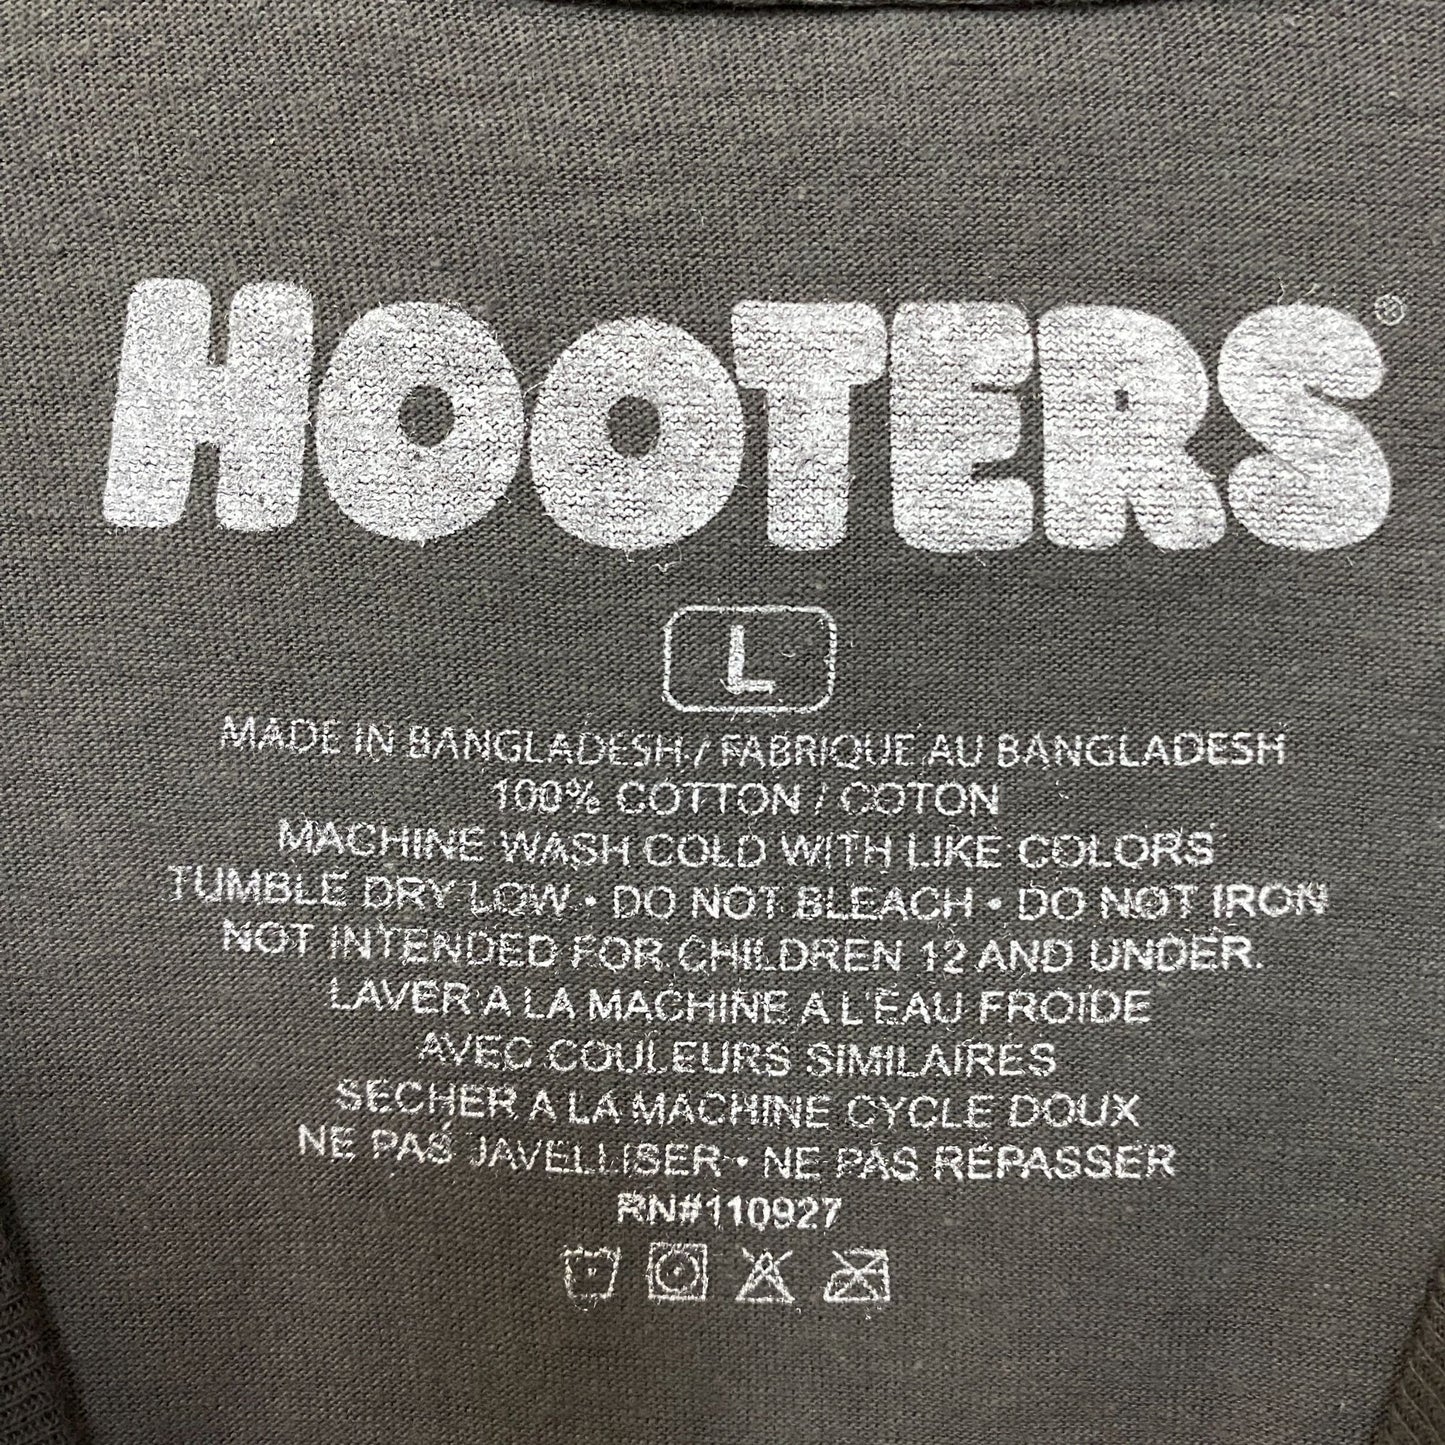 HOOTERS®
L
MADE IN BANGLADESH / FABRIQUE AU BANGLADESH
100% COTTON / COTON
MACHINE WASH COLD WITH LIKE COLORS
TUMBLE DRY LOW • DO NOT BLEACH • DO NOT IRON
NOT INTENDED FOR CHILDREN 12 AND UNDER.
LAVER A LA MACHINE A L'EAU FROIDE
AVEC COULEURS SIMILAIRES
SECHER A LA MACHINE CYCLE DOUX
NE PAS JAVELLISER • NE PAS REPASSER
RN#110927